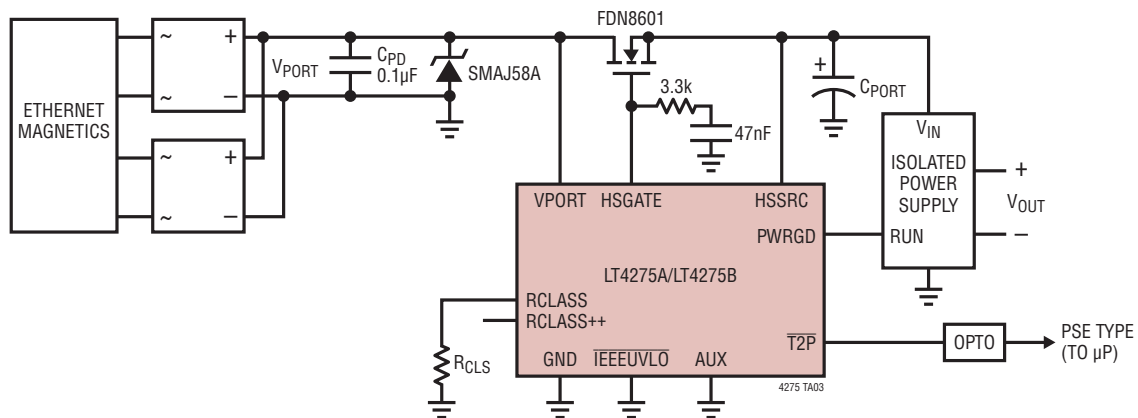 FDN8601
~ +
V_PORT
C_PD
0.1µF
SMAJ58A
3.3k
+
C_PORT
~ −
47nF
ETHERNET
MAGNETICS
V_IN
ISOLATED
POWER
SUPPLY
+
V_OUT
−
RUN
~ +
~ −
VPORT HSGATE HSSRC
PWRGD
LT4275A/LT4275B
RCLASS
RCLASS++
R_CLS
T2P
OPTO
PSE TYPE
(TO µP)
GND IEEEUVLO AUX
4275 TA03